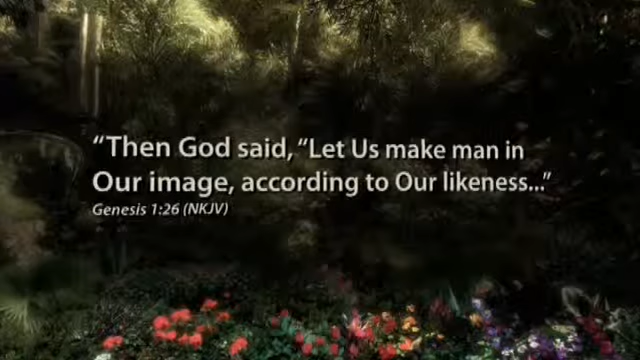 “Then God said, “Let Us make man in
Our image, according to Our likeness...”
Genesis 1:26 (NKJV)